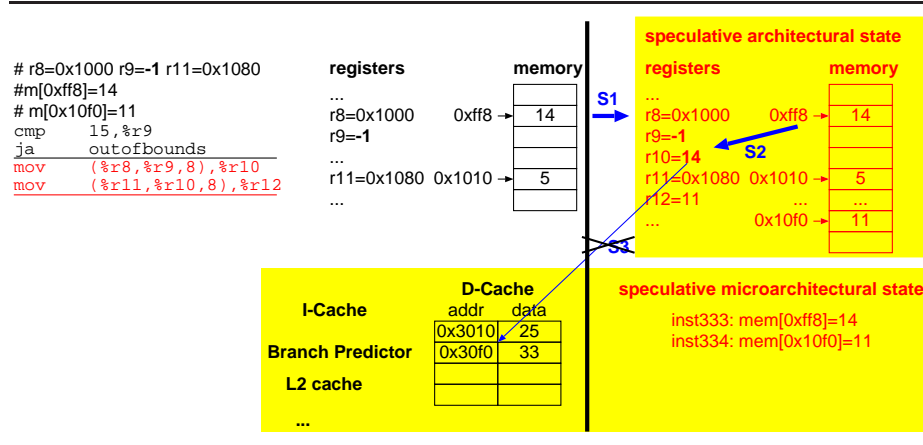 speculative architectural state
# r8=0x1000 r9=-1 r11=0x1080
#m[0xff8]=14
# m[0x10f0]=11
cmp 15,%r9
ja outofbounds
mov (%r8,%r9,8),%r10
mov (%r11,%r10,8),%r12
registers memory
...
r8=0x1000 0xff8 14
r9=-1
...
r11=0x1080 0x1010 5
...
S1
registers memory
...
r8=0x1000 0xff8 14
r9=-1
S2
r10=14
r11=0x1080 0x1010 5
r12=11 ... ...
... 0x10f0 11
S3
D-Cache
I-Cache addr data
0x3010 25
Branch Predictor 0x30f0 33
L2 cache
...
speculative microarchitectural state
inst333: mem[0xff8]=14
inst334: mem[0x10f0]=11